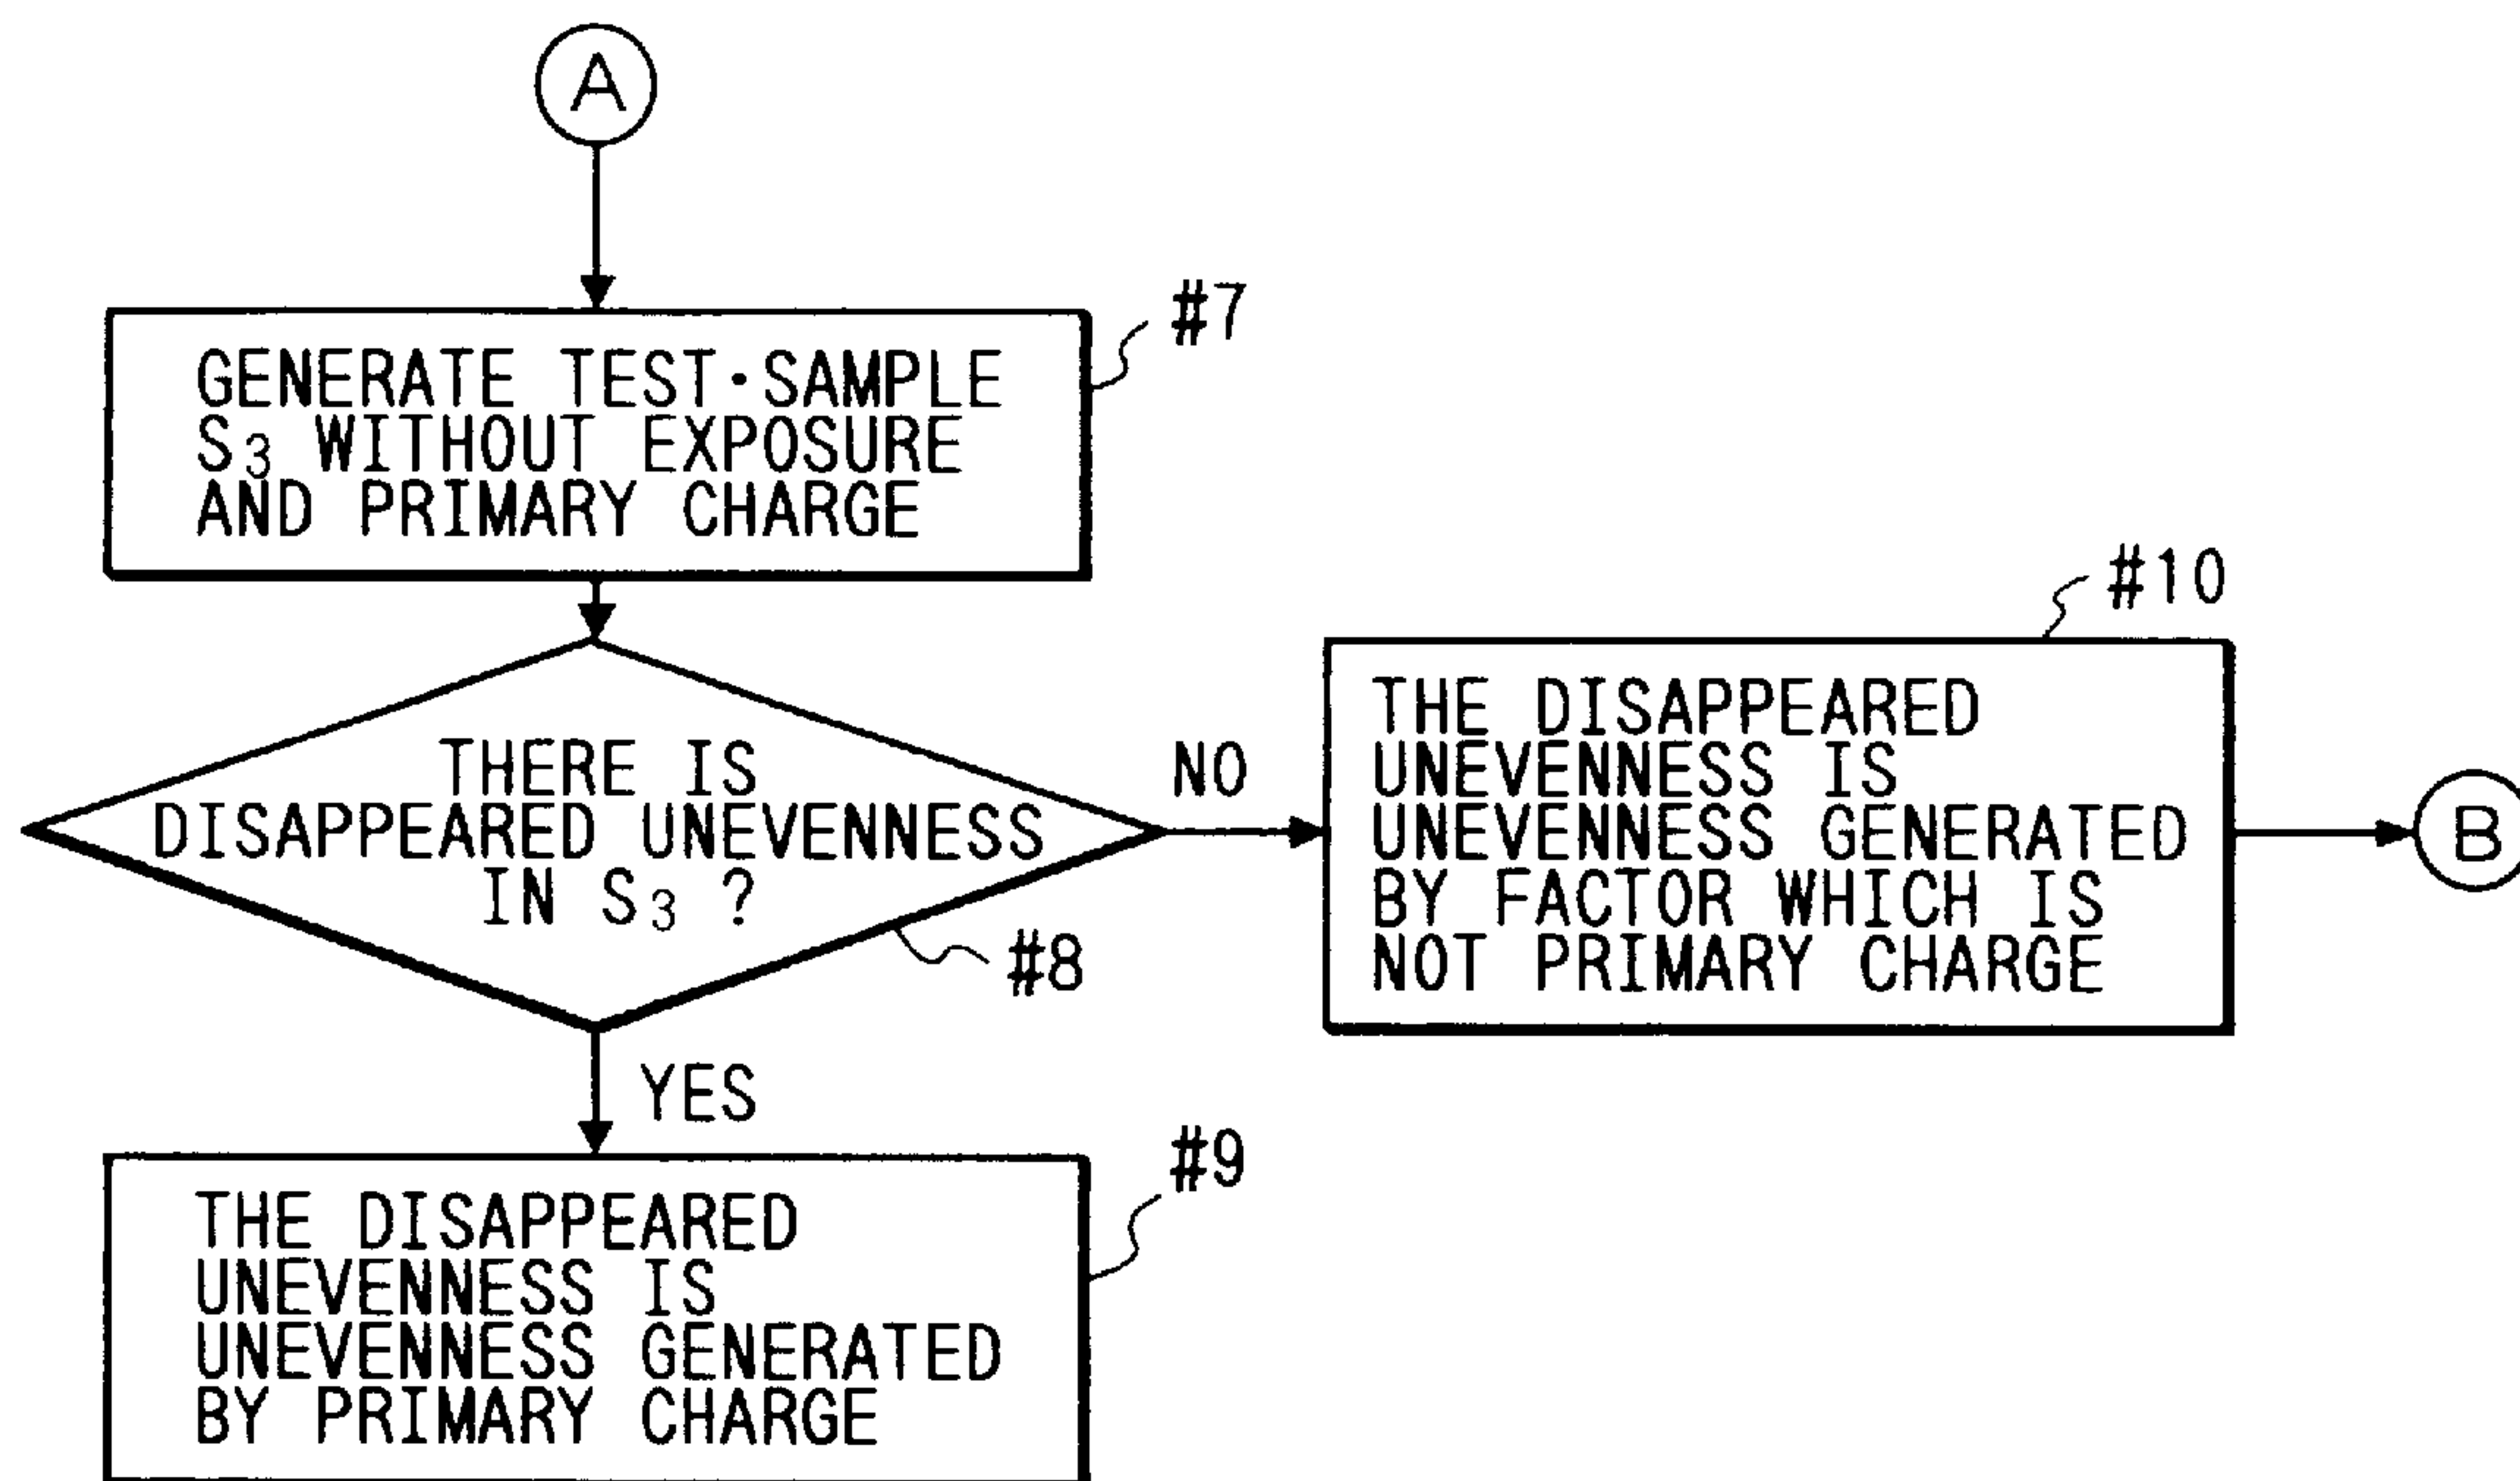 A
#7
GENERATE TEST・SAMPLE
S₃ WITHOUT EXPOSURE
AND PRIMARY CHARGE
THERE IS
DISAPPEARED UNEVENNESS
IN S₃ ?
#8
NO
#10
THE DISAPPEARED
UNEVENNESS IS
UNEVENNESS GENERATED
BY FACTOR WHICH IS
NOT PRIMARY CHARGE
B
YES
#9
THE DISAPPEARED
UNEVENNESS IS
UNEVENNESS GENERATED
BY PRIMARY CHARGE